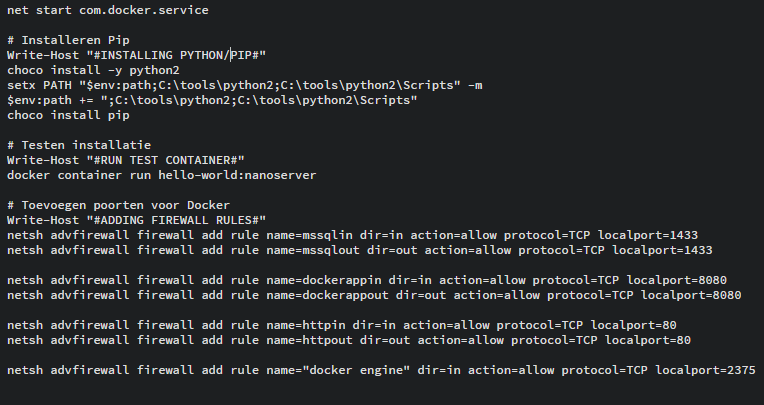 net start com.docker.service
# Installeren Pip
Write-Host "#INSTALLING PYTHON/PIP#"
choco install -y python2
setx PATH "$env:path;C:\tools\python2;C:\tools\python2\Scripts" -m
$env:path += ";C:\tools\python2;C:\tools\python2\Scripts"
choco install pip
# Testen installatie
Write-Host "#RUN TEST CONTAINER#"
docker container run hello-world:nanoserver
# Toevoegen poorten voor Docker
Write-Host "#ADDING FIREWALL RULES#"
netsh advfirewall firewall add rule name=mssqlin dir=in action=allow protocol=TCP localport=1433
netsh advfirewall firewall add rule name=mssqlout dir=out action=allow protocol=TCP localport=1433
netsh advfirewall firewall add rule name=dockerappin dir=in action=allow protocol=TCP localport=8080
netsh advfirewall firewall add rule name=dockerappout dir=out action=allow protocol=TCP localport=8080
netsh advfirewall firewall add rule name=httpin dir=in action=allow protocol=TCP localport=80
netsh advfirewall firewall add rule name=httpout dir=out action=allow protocol=TCP localport=80
netsh advfirewall firewall add rule name="docker engine" dir=in action=allow protocol=TCP localport=2375